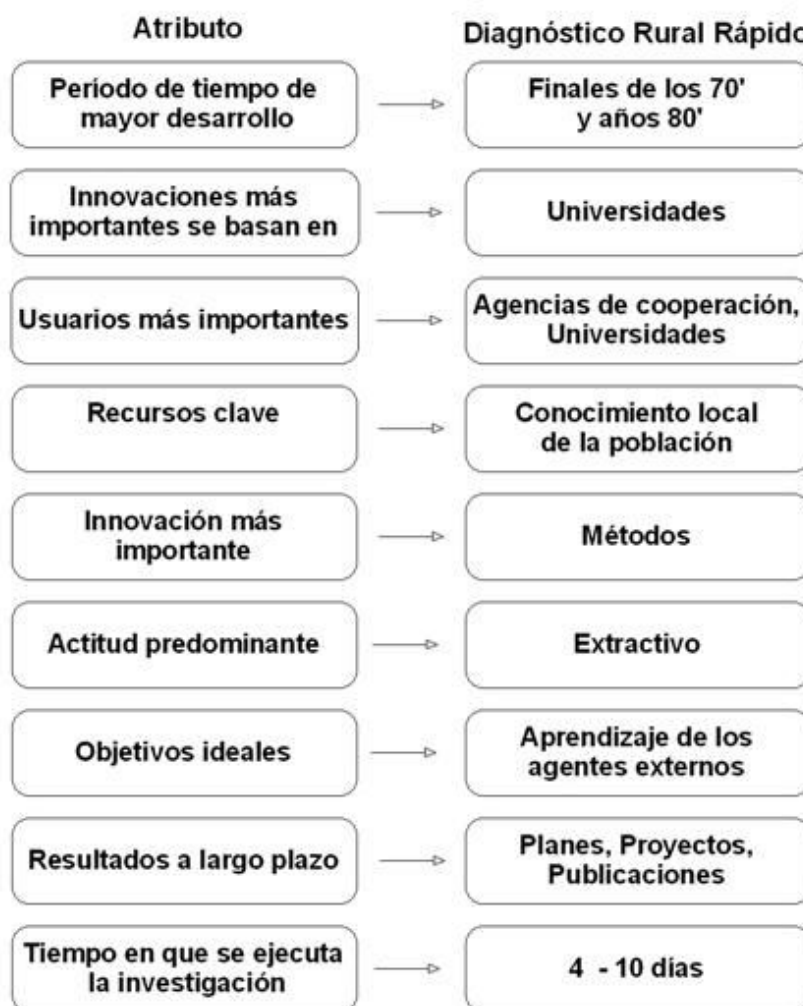 Atributo
Diagnóstico Rural Rápido
Período de tiempo de
mayor desarrollo
Finales de los 70'
y años 80'
Innovaciones más
importantes se basan en
Universidades
Usuarios más importantes
Agencias de cooperación,
Universidades
Recursos clave
Conocimiento local
de la población
Innovación más
importante
Métodos
Actitud predominante
Extractivo
Objetivos ideales
Aprendizaje de los
agentes externos
Resultados a largo plazo
Planes, Proyectos,
Publicaciones
Tiempo en que se ejecuta
la investigación
4 - 10 días